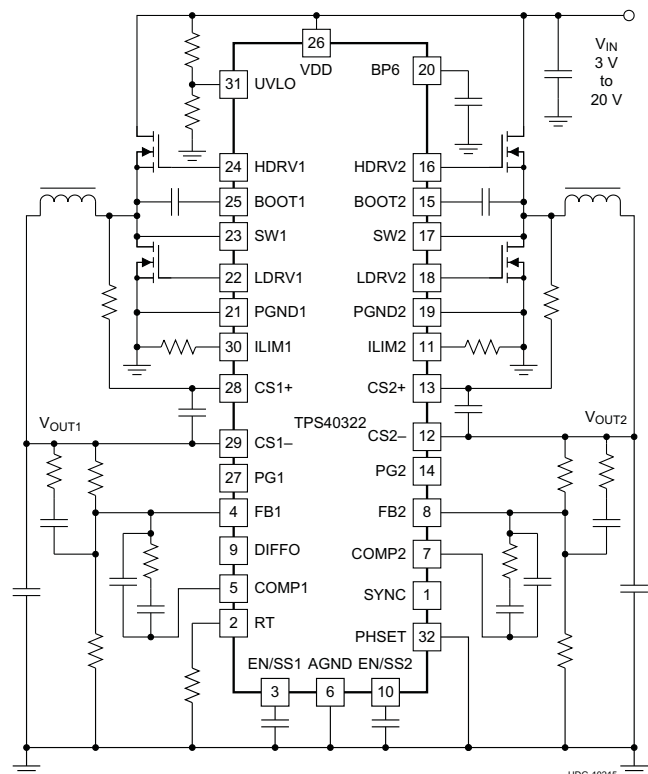 26
VDD
BP6
20
V_IN
3 V
to
20 V
31
UVLO
24
HDRV1
HDRV2
16
25
BOOT1
BOOT2
15
23
SW1
SW2
17
22
LDRV1
LDRV2
18
21
PGND1
PGND2
19
30
ILIM1
ILIM2
11
28
CS1+
CS2+
13
TPS40322
V_OUT1
V_OUT2
29
CS1–
CS2–
12
27
PG1
PG2
14
4
FB1
FB2
8
9
DIFFO
COMP2
7
5
COMP1
SYNC
1
2
RT
PHSET
32
EN/SS1
AGND
EN/SS2
3
6
10